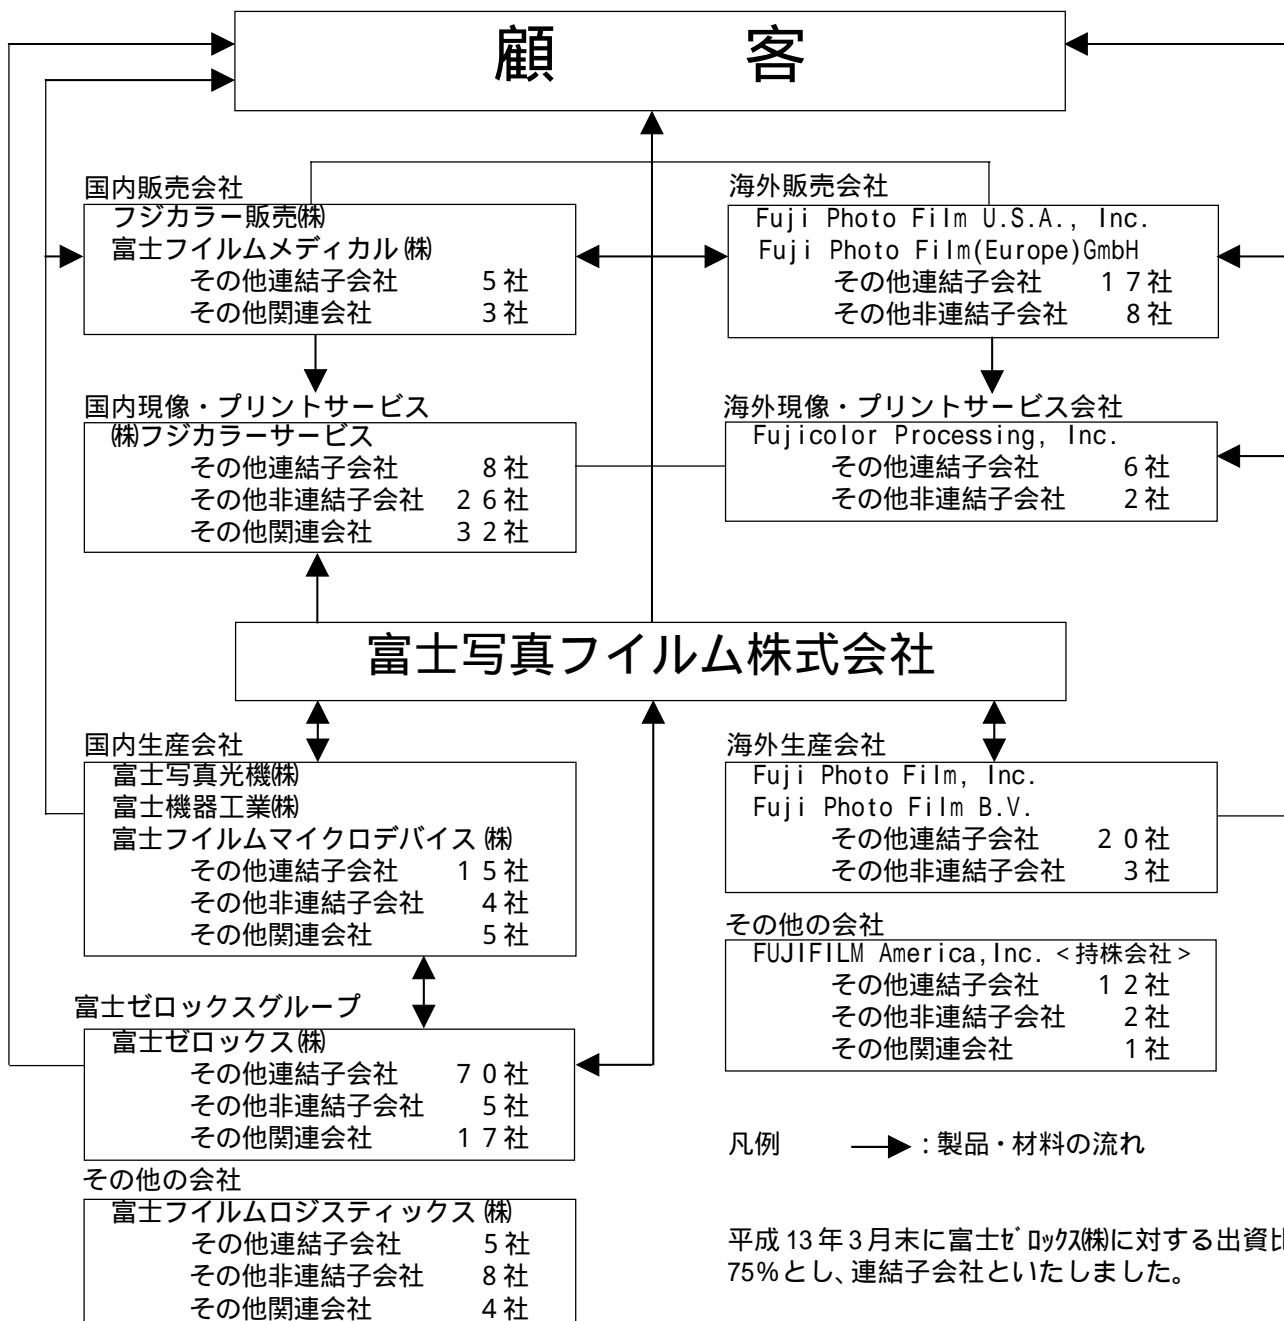 顧客
国内販売会社
フジカラー販売㈱
富士フイルムメディカル㈱
その他連結子会社 5社
その他関連会社 3社
海外販売会社
Fuji Photo Film U.S.A., Inc.
Fuji Photo Film(Europe)GmbH
その他連結子会社 17社
その他非連結子会社 8社
国内現像・プリントサービス
㈱フジカラーサービス
その他連結子会社 8社
その他非連結子会社 26社
その他関連会社 32社
海外現像・プリントサービス会社
Fujicolor Processing, Inc.
その他連結子会社 6社
その他非連結子会社 2社
富士写真フイルム株式会社
国内生産会社
富士写真光機㈱
富士機器工業㈱
富士フイルムマイクロデバイス㈱
その他連結子会社 15社
その他非連結子会社 4社
その他関連会社 5社
海外生産会社
Fuji Photo Film, Inc.
Fuji Photo Film B.V.
その他連結子会社 20社
その他非連結子会社 3社
その他の会社
FUJIFILM America,Inc.<持株会社>
その他連結子会社 12社
その他非連結子会社 2社
その他関連会社 1社
富士ゼロックスグループ
富士ゼロックス㈱
その他連結子会社 70社
その他非連結子会社 5社
その他関連会社 17社
その他の会社
富士フイルムロジスティックス㈱
その他連結子会社 5社
その他非連結子会社 8社
その他関連会社 4社
凡例 :製品・材料の流れ
平成13年3月末に富士ｾﾞﾛｯｸｽ㈱に対する出資比
75%とし、連結子会社といたしました。